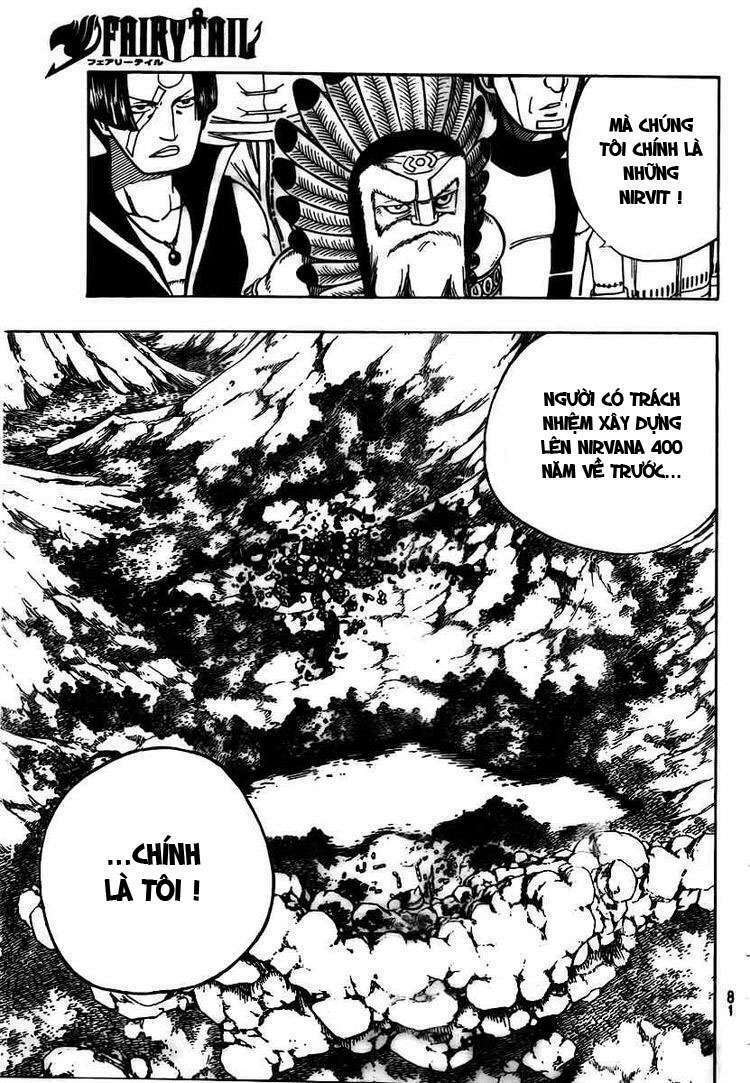 FAIRY TAIL
フェアリーテイル
MÀ CHÚNG
TÔI CHÍNH LÀ
NHỮNG
NIRVIT !
NGƯỜI CÓ TRÁCH
NHIỆM XÂY DỰNG
LÊN NIRVANA 400
NĂM VỀ TRƯỚC...
...CHÍNH
LÀ TÔI !
81